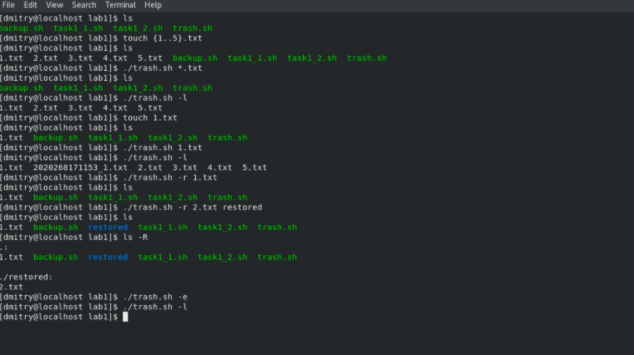 File Edit View Search Terminal Help
[dmitry@localhost lab1]$ ls
backup.sh task1_1.sh task1_2.sh trash.sh
[dmitry@localhost lab1]$ touch {1..5}.txt
[dmitry@localhost lab1]$ ls
1.txt 2.txt 3.txt 4.txt 5.txt backup.sh task1_1.sh task1_2.sh trash.sh
[dmitry@localhost lab1]$ ./trash.sh *.txt
[dmitry@localhost lab1]$ ls
backup.sh task1_1.sh task1_2.sh trash.sh
[dmitry@localhost lab1]$ ./trash.sh -l
1.txt 2.txt 3.txt 4.txt 5.txt
[dmitry@localhost lab1]$ touch 1.txt
[dmitry@localhost lab1]$ ls
1.txt backup.sh task1_1.sh task1_2.sh trash.sh
[dmitry@localhost lab1]$ ./trash.sh 1.txt
[dmitry@localhost lab1]$ ./trash.sh -l
1.txt 2020268171153_1.txt 2.txt 3.txt 4.txt 5.txt
[dmitry@localhost lab1]$ ./trash.sh -r 1.txt
[dmitry@localhost lab1]$ ls
1.txt backup.sh task1_1.sh task1_2.sh trash.sh
[dmitry@localhost lab1]$ ./trash.sh -r 2.txt restored
[dmitry@localhost lab1]$ ls
1.txt backup.sh restored task1_1.sh task1_2.sh trash.sh
[dmitry@localhost lab1]$ ls -R
.:
1.txt backup.sh restored task1_1.sh task1_2.sh trash.sh
./restored:
2.txt
[dmitry@localhost lab1]$ ./trash.sh -e
[dmitry@localhost lab1]$ ./trash.sh -l
[dmitry@localhost lab1]$